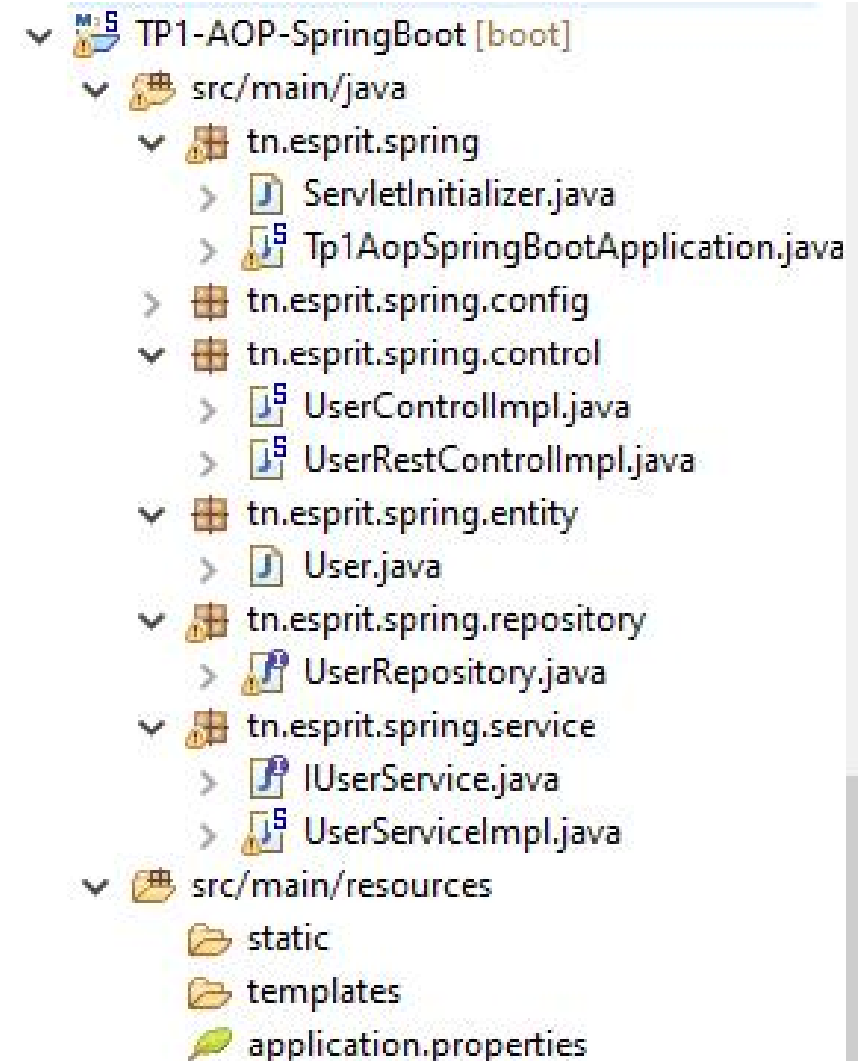 TP1-AOP-SpringBoot [boot]
src/main/java
tn.esprit.spring
ServletInitializer.java
Tp1AopSpringBootApplication.java
tn.esprit.spring.config
tn.esprit.spring.control
UserControlImpl.java
UserRestControlImpl.java
tn.esprit.spring.entity
User.java
tn.esprit.spring.repository
UserRepository.java
tn.esprit.spring.service
IUserService.java
UserServiceImpl.java
src/main/resources
static
templates
application.properties